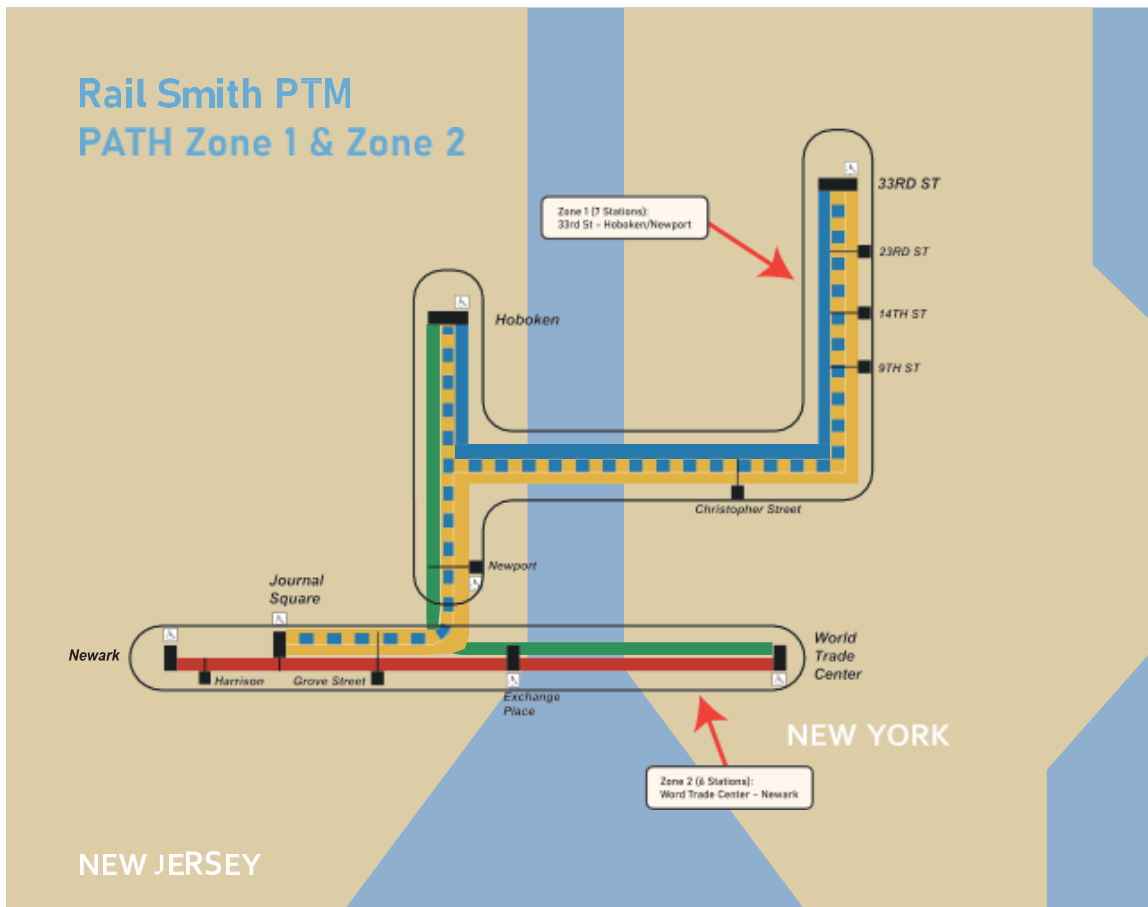 Rail Smith PTM
PATH Zone 1 & Zone 2
33RD ST
Zone 1 (7 Stations):
33rd St - Hoboken/Newport
23RD ST
14TH ST
Hoboken
9TH ST
Christopher Street
Newport
Journal
Square
World
Trade
Center
Newark
Harrison
Grove Street
Exchange
Place
NEW YORK
Zone 2 (6 Stations):
Word Trade Center - Newark
NEW JERSEY